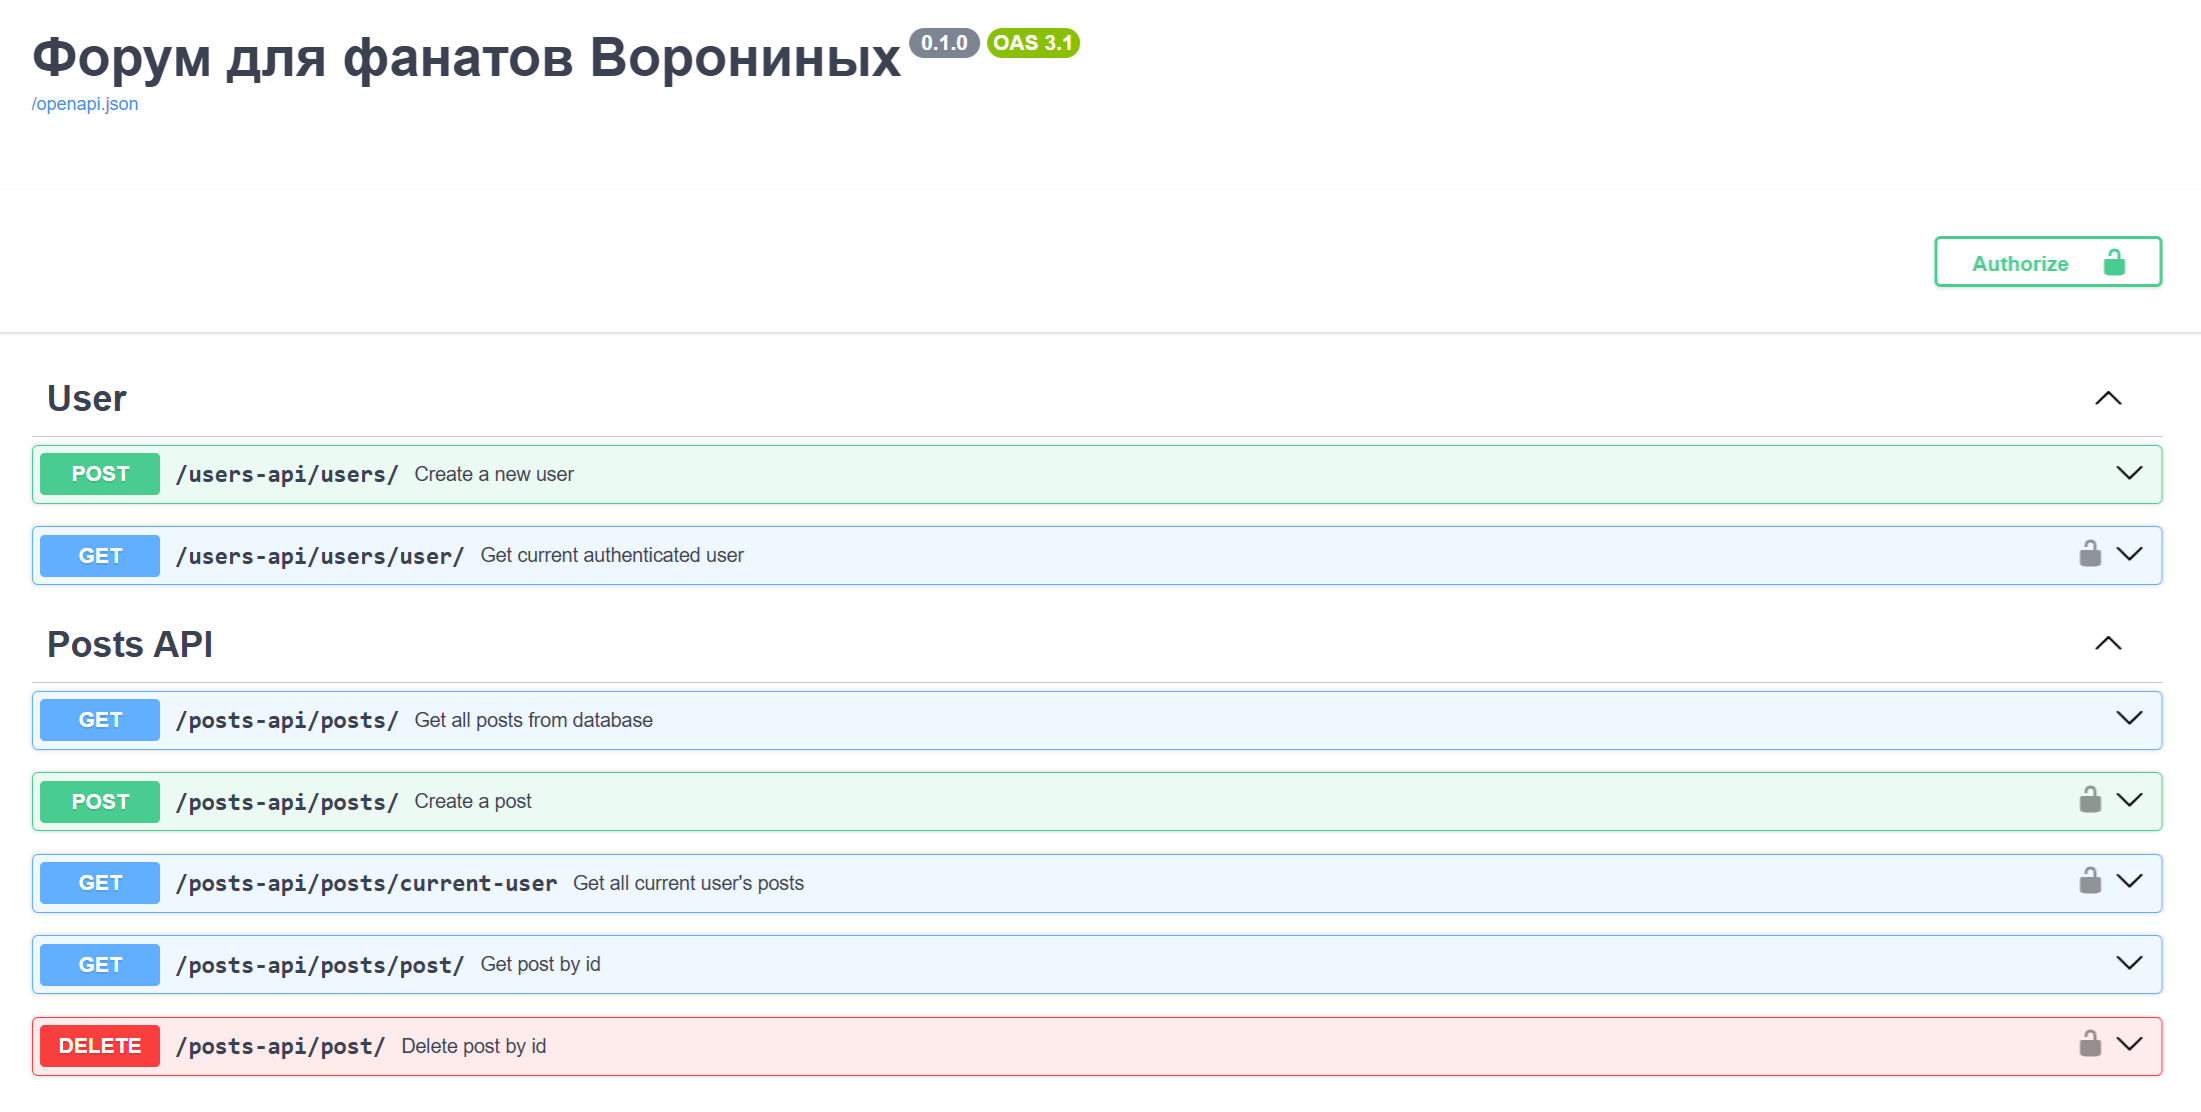 Форум для фанатов Ворониных 0.1.0 OAS 3.1
/openapi.json
Authorize
User
POST /users-api/users/ Create a new user
GET /users-api/users/user/ Get current authenticated user
Posts API
GET /posts-api/posts/ Get all posts from database
POST /posts-api/posts/ Create a post
GET /posts-api/posts/current-user Get all current user's posts
GET /posts-api/posts/post/ Get post by id
DELETE /posts-api/post/ Delete post by id